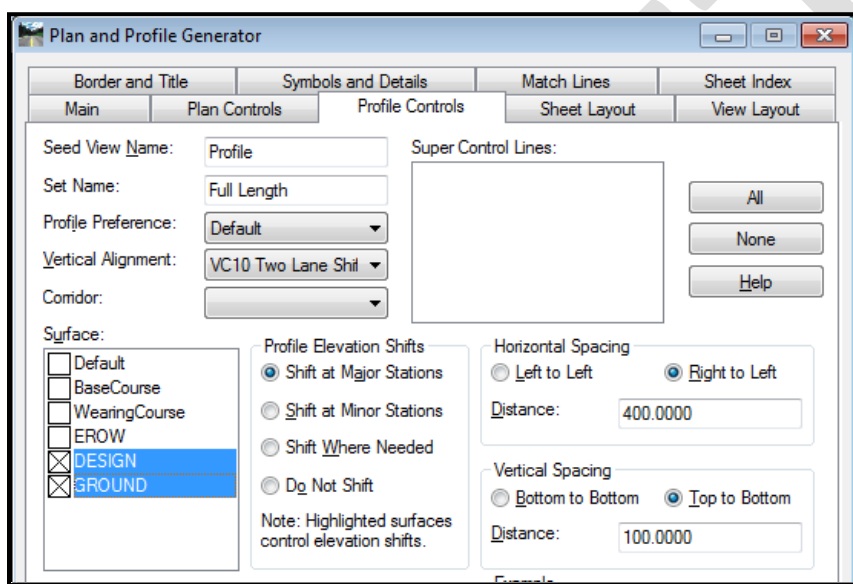 Plan and Profile Generator
Border and Title Symbols and Details Match Lines Sheet Index
Main Plan Controls Profile Controls Sheet Layout View Layout
Seed View Name: Profile Super Control Lines:
Set Name: Full Length
All
Profile Preference: Default
None
Vertical Alignment: VC10 Two Lane Shif
Help
Corridor:
Surface:
Default
BaseCourse
WearingCourse
EROW
DESIGN
GROUND
Profile Elevation Shifts
Shift at Major Stations
Shift at Minor Stations
Shift Where Needed
Do Not Shift
Note: Highlighted surfaces
control elevation shifts.
Horizontal Spacing
Left to Left Right to Left
Distance: 400.0000
Vertical Spacing
Bottom to Bottom Top to Bottom
Distance: 100.0000